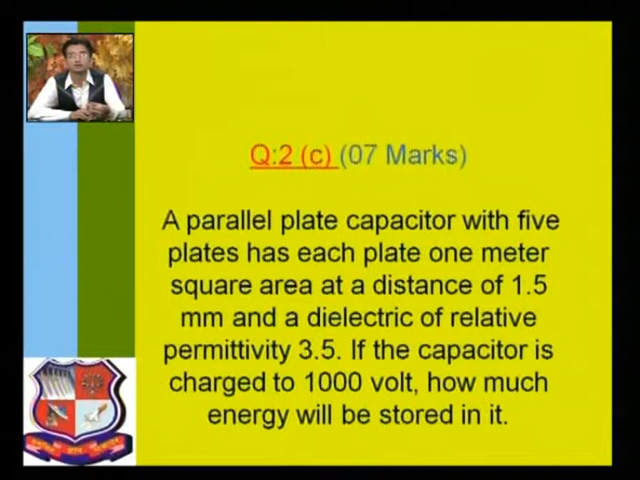 Q:2 (c) (07 Marks)
A parallel plate capacitor with five
plates has each plate one meter
square area at a distance of 1.5
mm and a dielectric of relative
permittivity 3.5. If the capacitor is
charged to 1000 volt, how much
energy will be stored in it.